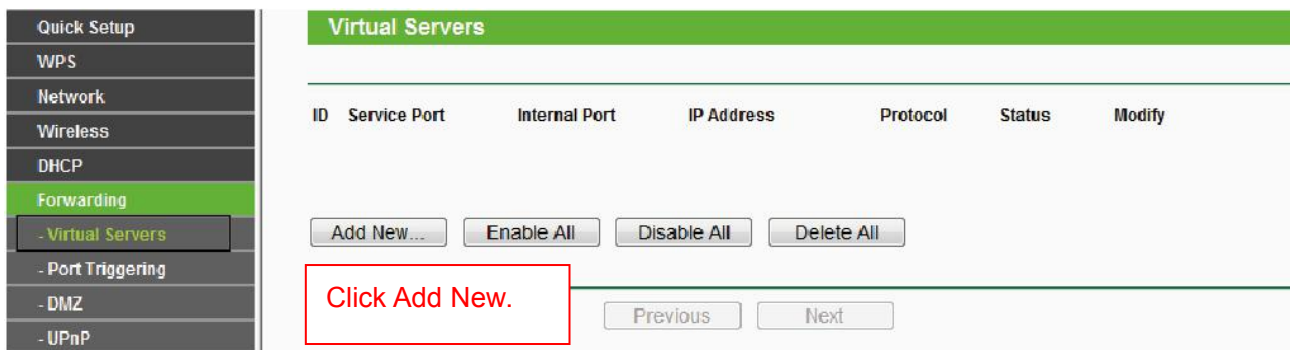 Quick Setup
WPS
Network
Wireless
DHCP
Forwarding
- Virtual Servers
- Port Triggering
- DMZ
- UPnP
Virtual Servers
ID Service Port Internal Port IP Address Protocol Status Modify
Add New... Enable All Disable All Delete All
Click Add New.
Previous Next